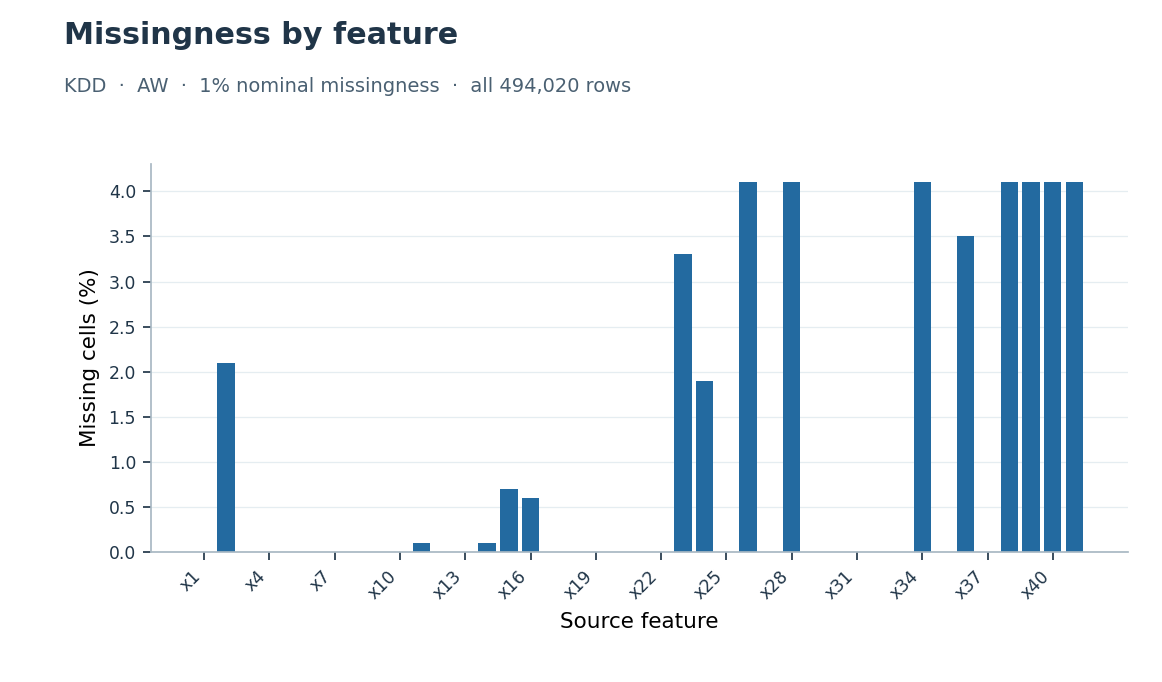 Missingness by feature
KDD · AW · 1% nominal missingness · all 494,020 rows
Missing cells (%)
4.0
3.5
3.0
2.5
2.0
1.5
1.0
0.5
0.0
x1 x4 x7 x10 x13 x16 x19 x22 x25 x28 x31 x34 x37 x40
Source feature